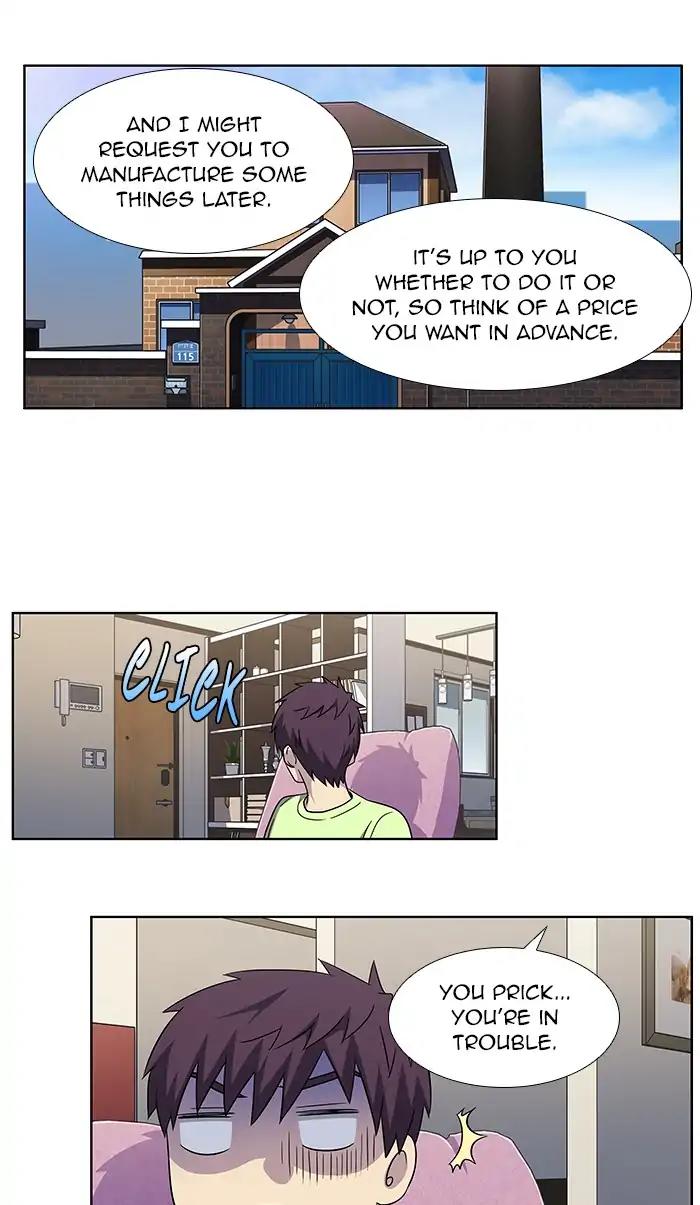 AND I MIGHT
REQUEST YOU TO
MANUFACTURE SOME
THINGS LATER.
IT'S UP TO YOU
WHETHER TO DO IT OR
NOT, SO THINK OF A PRICE
YOU WANT IN ADVANCE.
115
CLICK
YOU PRICK...
YOU'RE IN
TROUBLE.